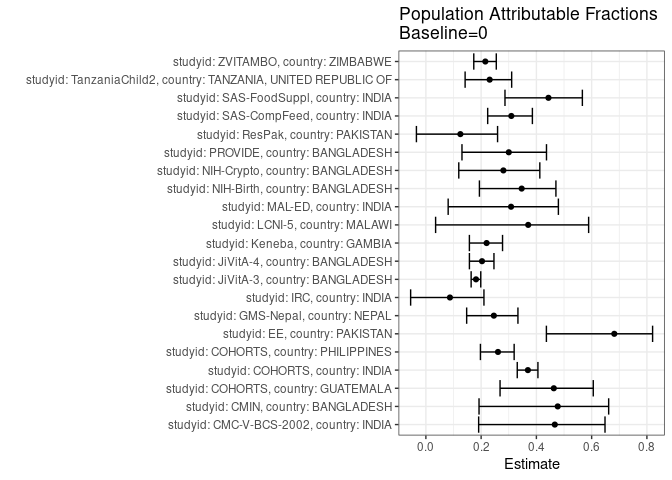 Population Attributable Fractions
Baseline=0
studyid: ZVITAMBO, country: ZIMBABWE
studyid: TanzaniaChild2, country: TANZANIA, UNITED REPUBLIC OF
studyid: SAS-FoodSuppl, country: INDIA
studyid: SAS-CompFeed, country: INDIA
studyid: ResPak, country: PAKISTAN
studyid: PROVIDE, country: BANGLADESH
studyid: NIH-Crypto, country: BANGLADESH
studyid: NIH-Birth, country: BANGLADESH
studyid: MAL-ED, country: INDIA
studyid: LCNI-5, country: MALAWI
studyid: Keneba, country: GAMBIA
studyid: JiVitA-4, country: BANGLADESH
studyid: JiVitA-3, country: BANGLADESH
studyid: IRC, country: INDIA
studyid: GMS-Nepal, country: NEPAL
studyid: EE, country: PAKISTAN
studyid: COHORTS, country: PHILIPPINES
studyid: COHORTS, country: INDIA
studyid: COHORTS, country: GUATEMALA
studyid: CMIN, country: BANGLADESH
studyid: CMC-V-BCS-2002, country: INDIA
0.0 0.2 0.4 0.6 0.8
Estimate